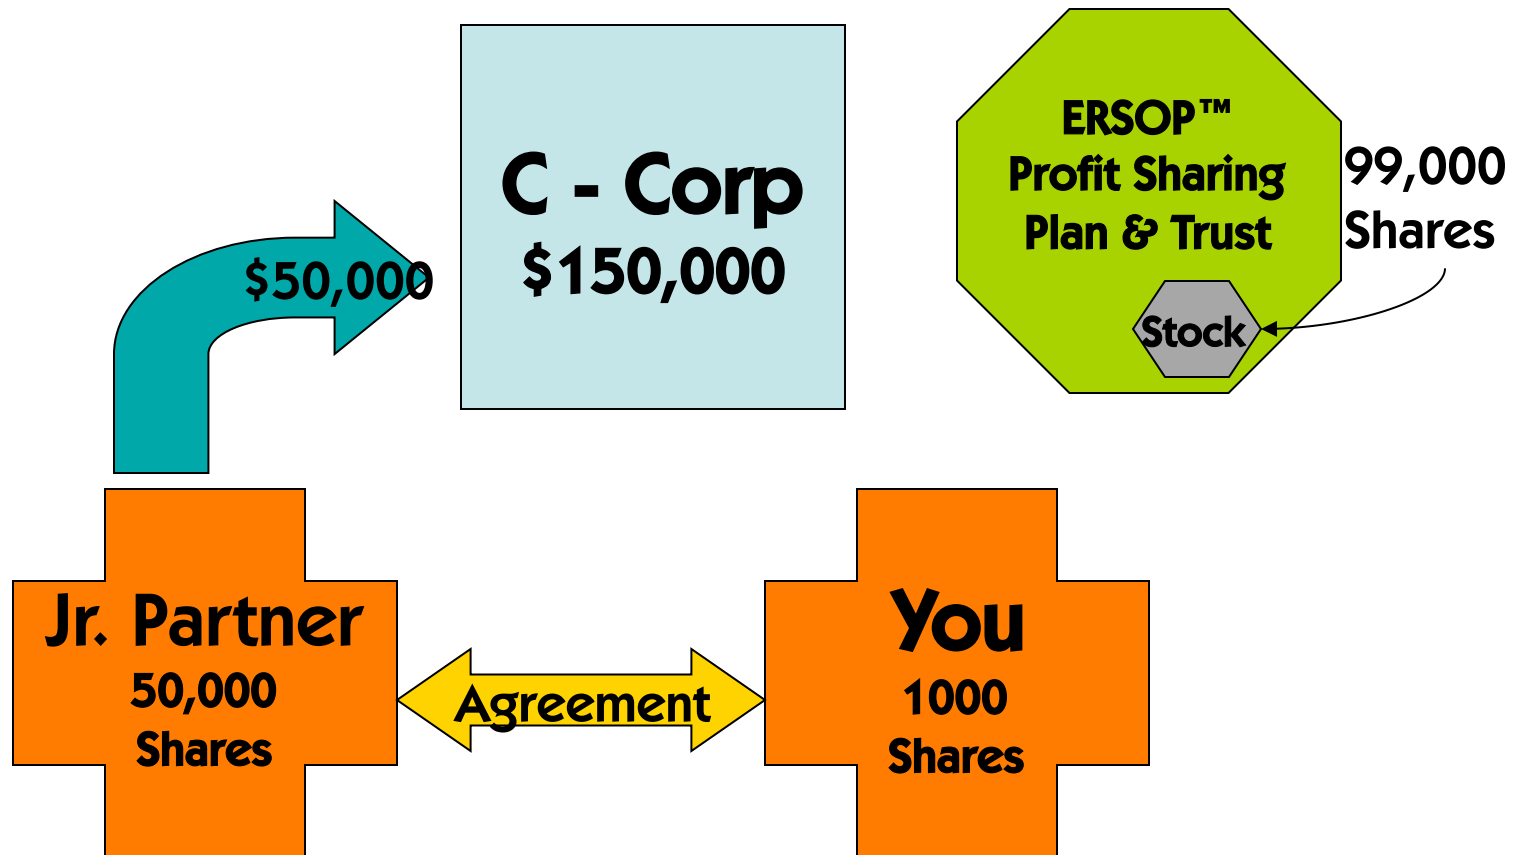 C - Corp
$150,000
ERSOP™
Profit Sharing
Plan & Trust
99,000
Shares
Stock
$50,000
Jr. Partner
50,000
Shares
Agreement
You
1000
Shares